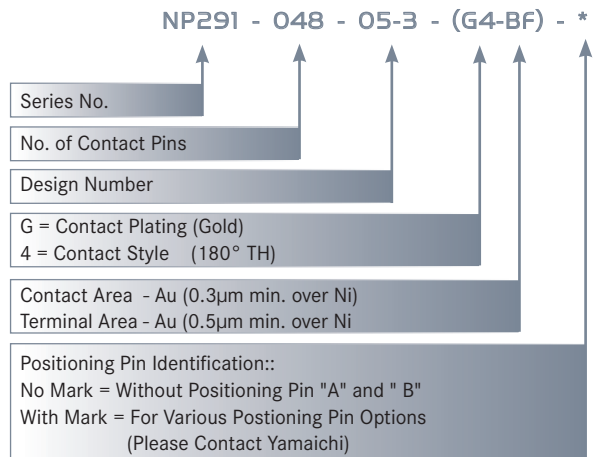 NP291 - 048 - 05-3 - (G4-BF) - *
Series No.
No. of Contact Pins
Design Number
G = Contact Plating (Gold)
4 = Contact Style (180° TH)
Contact Area - Au (0.3µm min. over Ni)
Terminal Area - Au (0.5µm min. over Ni
Positioning Pin Identification::
No Mark = Without Positioning Pin "A" and " B"
With Mark = For Various Postioning Pin Options
(Please Contact Yamaichi)